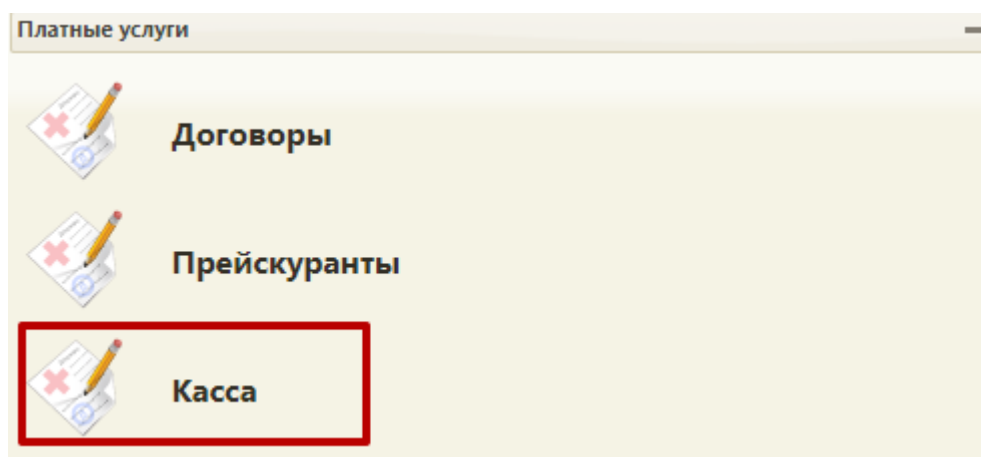 Платные услуги
Договоры
Прейскуранты
Касса